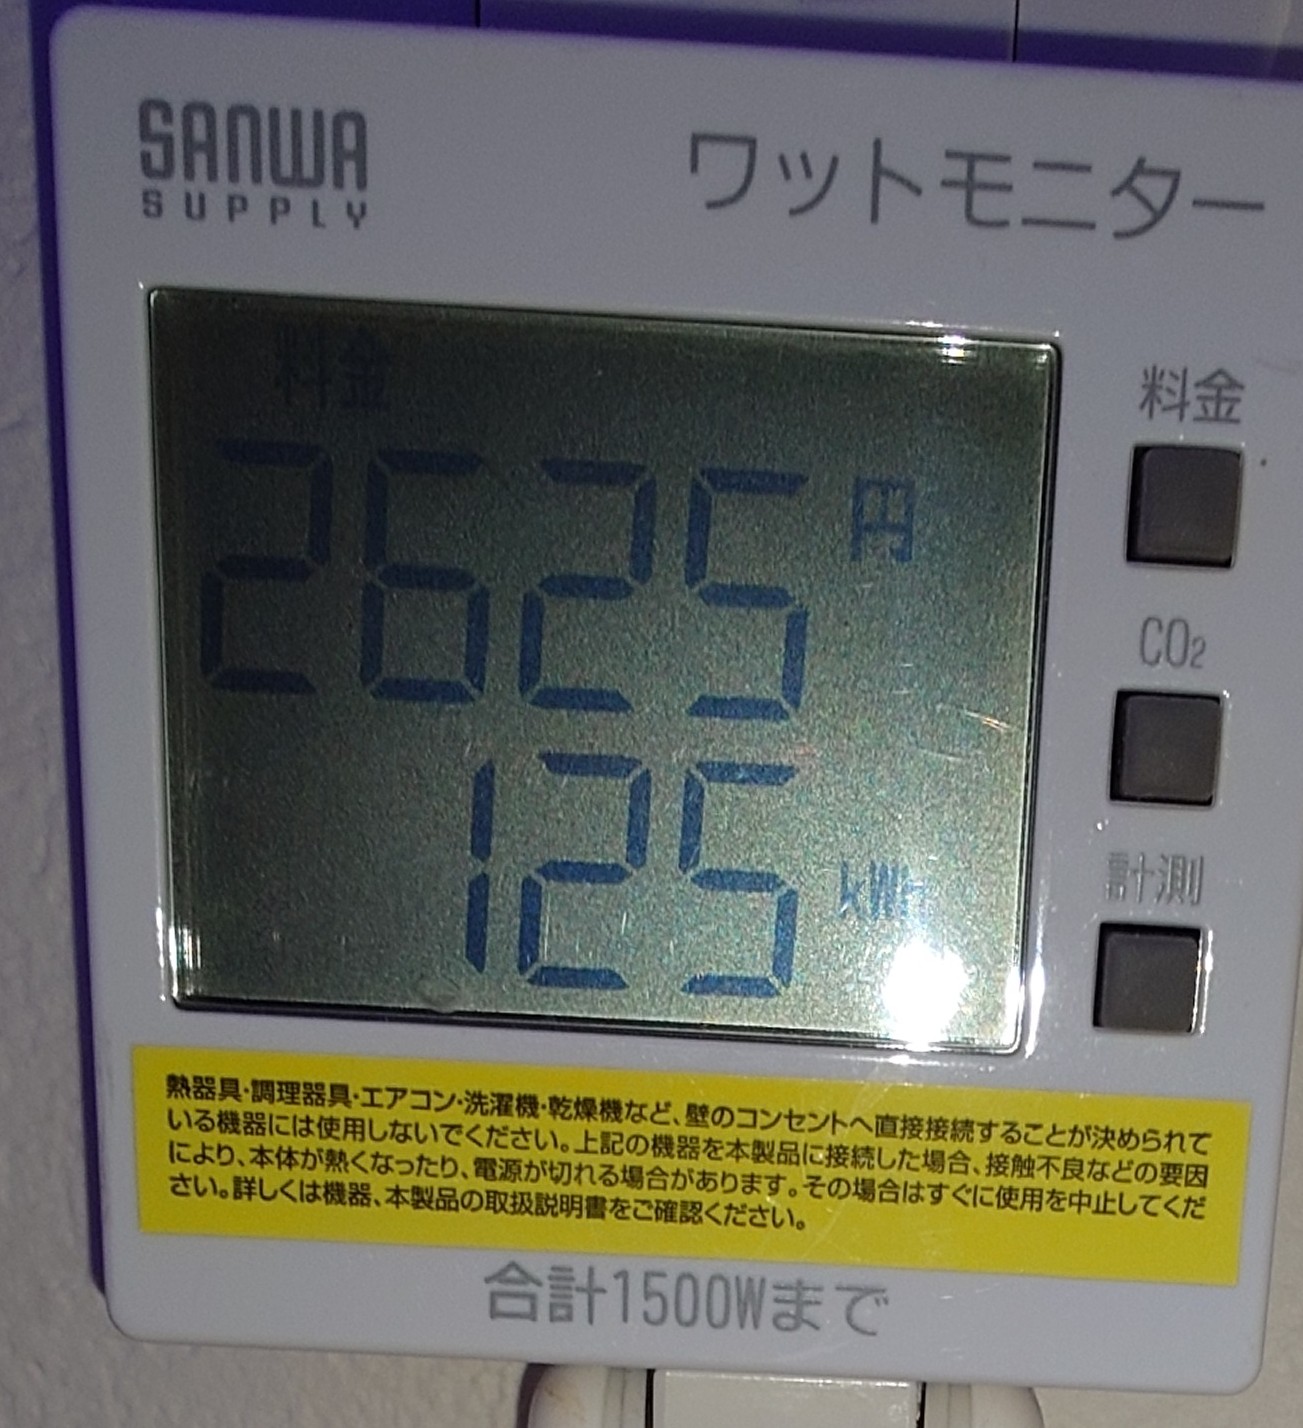 SANWA
SUPPLY
ワットモニター
料金
2625円
125kWh
料金
CO₂
計測
熱器具・調理器具・エアコン・洗濯機・乾燥機など、壁のコンセントへ直接接続することが決められて
いる機器には使用しないでください。上記の機器を本製品に接続した場合、接触不良などの要因
により、本体が熱くなったり、電源が切れる場合があります。その場合はすぐに使用を中止してくだ
さい。詳しくは機器、本製品の取扱説明書をご確認ください。
合計1500Wまで